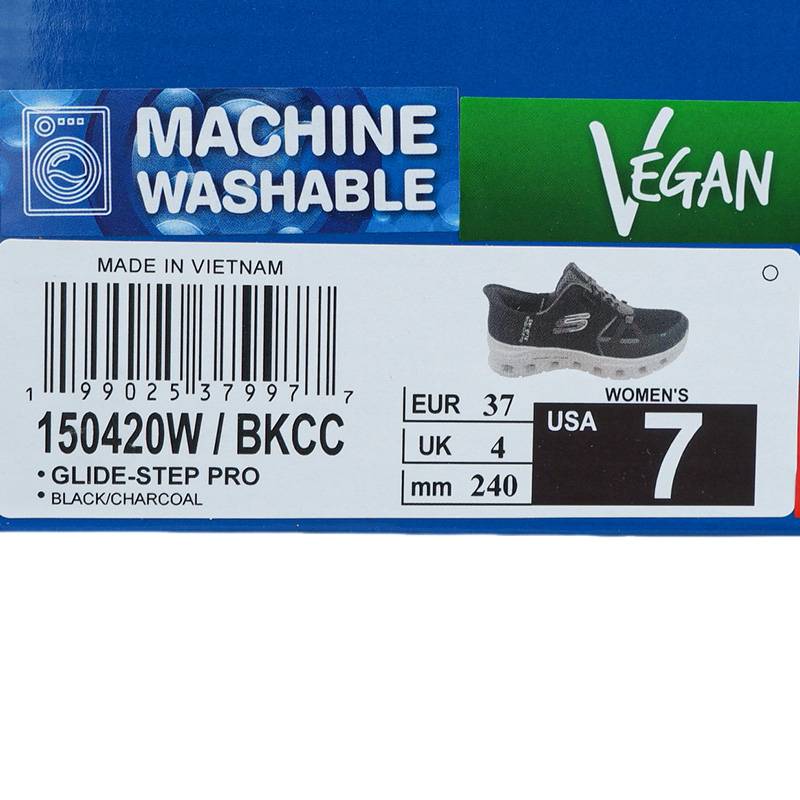 MACHINE
WASHABLE
VEGAN
MADE IN VIETNAM
1 99025 37997 7
150420W / BKCC
• GLIDE-STEP PRO
• BLACK/CHARCOAL
EUR 37
UK 4
mm 240
WOMEN'S
USA 7